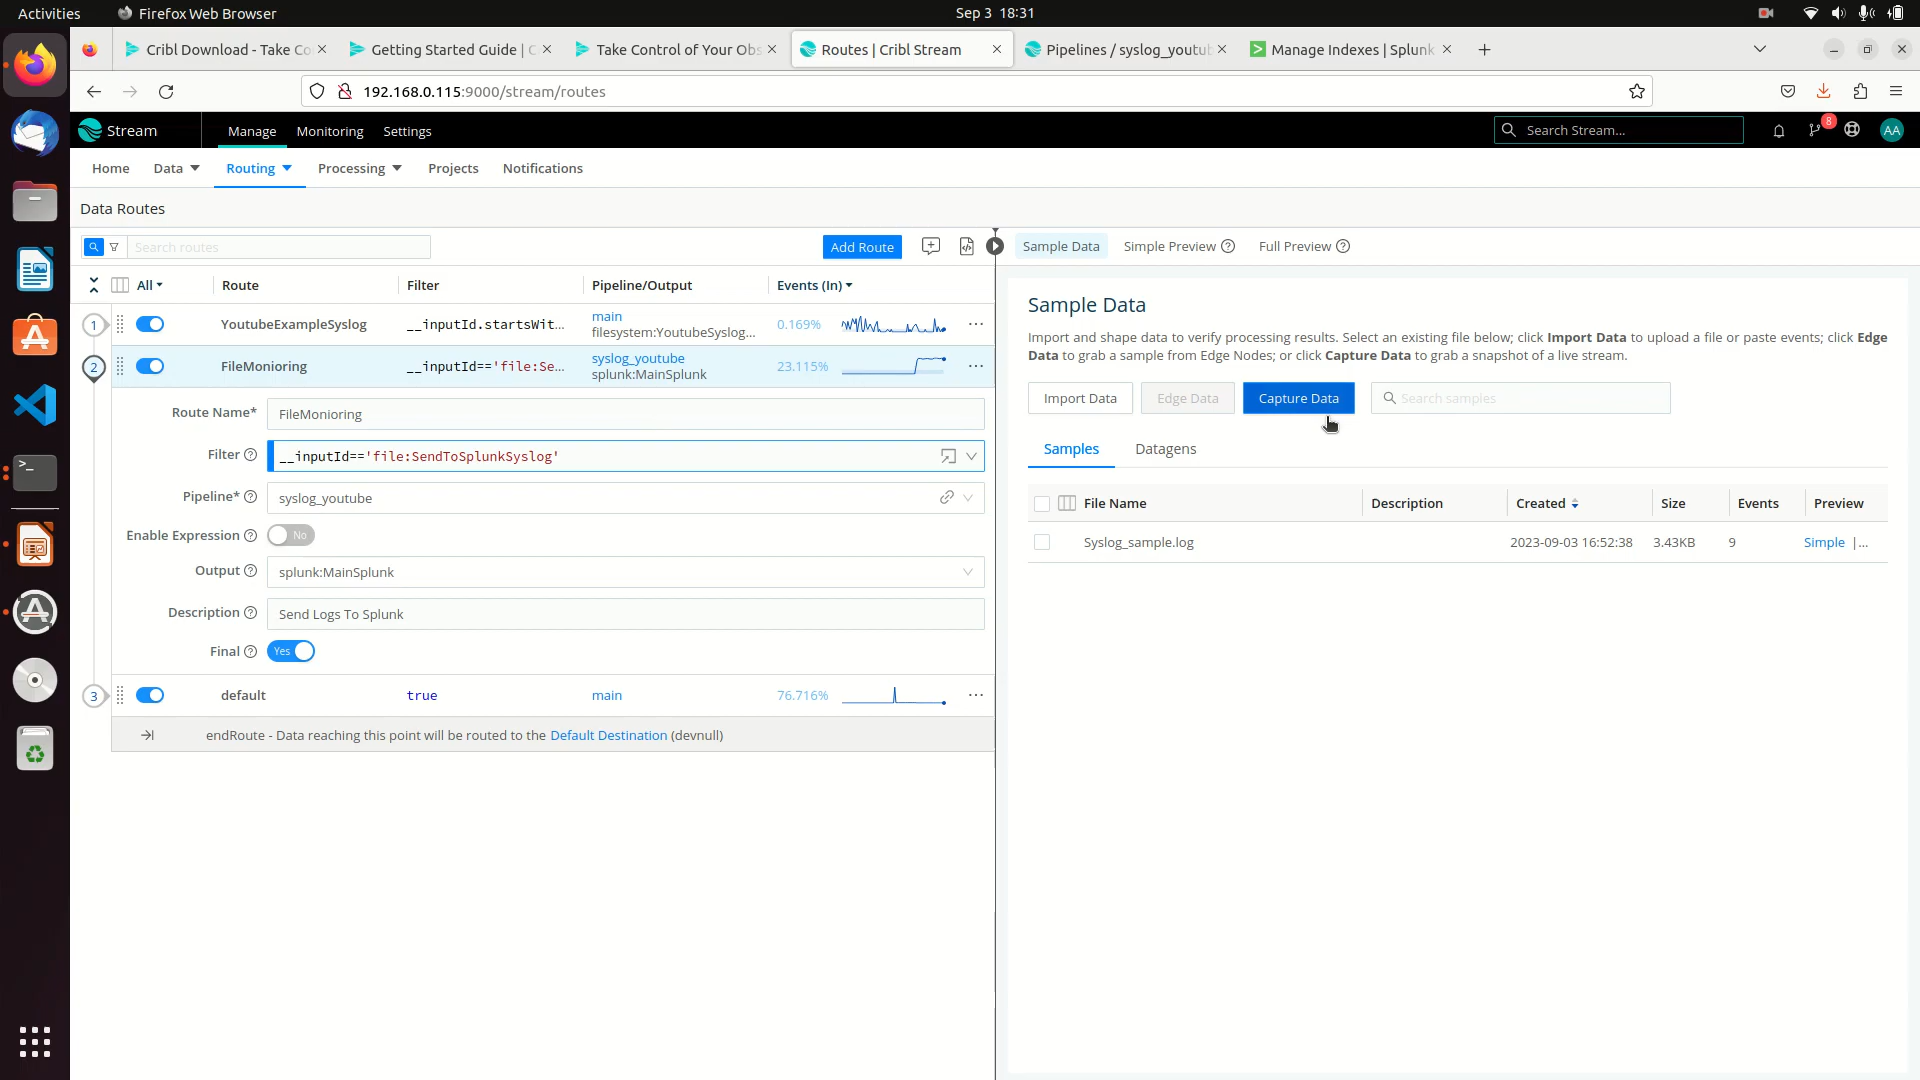 Activities
Firefox Web Browser
Sep 3 18:31
Cribl Download - Take Co
Getting Started Guide | C
Take Control of Your Obs
Routes | Cribl Stream
Pipelines / syslog_youtu
Manage Indexes | Splunk
192.168.0.115:9000/stream/routes
Stream
Manage
Monitoring
Settings
Search Stream...
8
AA
Home
Data
Routing
Processing
Projects
Notifications
Data Routes
Search routes
Add Route
Sample Data
Simple Preview
Full Preview
All
Route
Filter
Pipeline/Output
Events (In)
1
YoutubeExampleSyslog
__inputId.startsWit...
main
filesystem:YoutubeSyslog...
0.169%
2
FileMonioring
__inputId=='file:Se...
syslog_youtube
splunk:MainSplunk
23.115%
Route Name*
FileMonioring
Filter
__inputId=='file:SendToSplunkSyslog'
Pipeline*
syslog_youtube
Enable Expression
No
Output
splunk:MainSplunk
Description
Send Logs To Splunk
Final
Yes
3
default
true
main
76.716%
endRoute - Data reaching this point will be routed to the Default Destination (devnull)
Sample Data
Import and shape data to verify processing results. Select an existing file below; click Import Data to upload a file or paste events; click Edge
Data to grab a sample from Edge Nodes; or click Capture Data to grab a snapshot of a live stream.
Import Data
Edge Data
Capture Data
Search samples
Samples
Datagens
File Name
Description
Created
Size
Events
Preview
Syslog_sample.log
2023-09-03 16:52:38
3.43KB
9
Simple |...